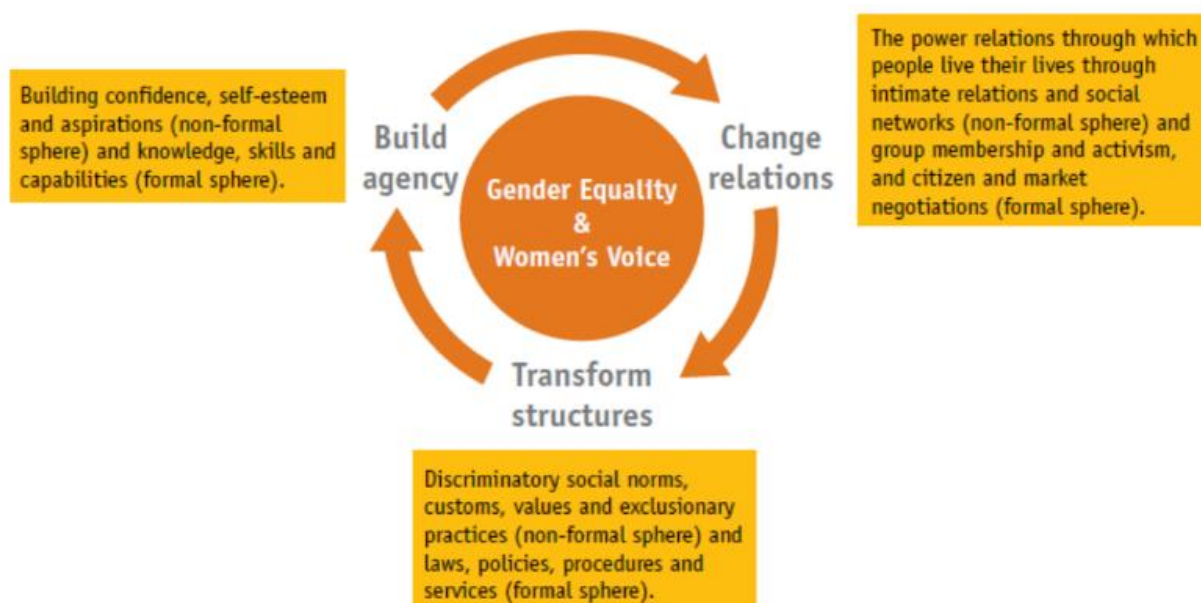 Building confidence, self-esteem
and aspirations (non-formal
sphere) and knowledge, skills and
capabilities (formal sphere).
Build
agency
Gender Equality
&
Women's Voice
Change
relations
The power relations through which
people live their lives through
intimate relations and social
networks (non-formal sphere) and
group membership and activism,
and citizen and market
negotiations (formal sphere).
Transform
structures
Discriminatory social norms,
customs, values and exclusionary
practices (non-formal sphere) and
laws, policies, procedures and
services (formal sphere).